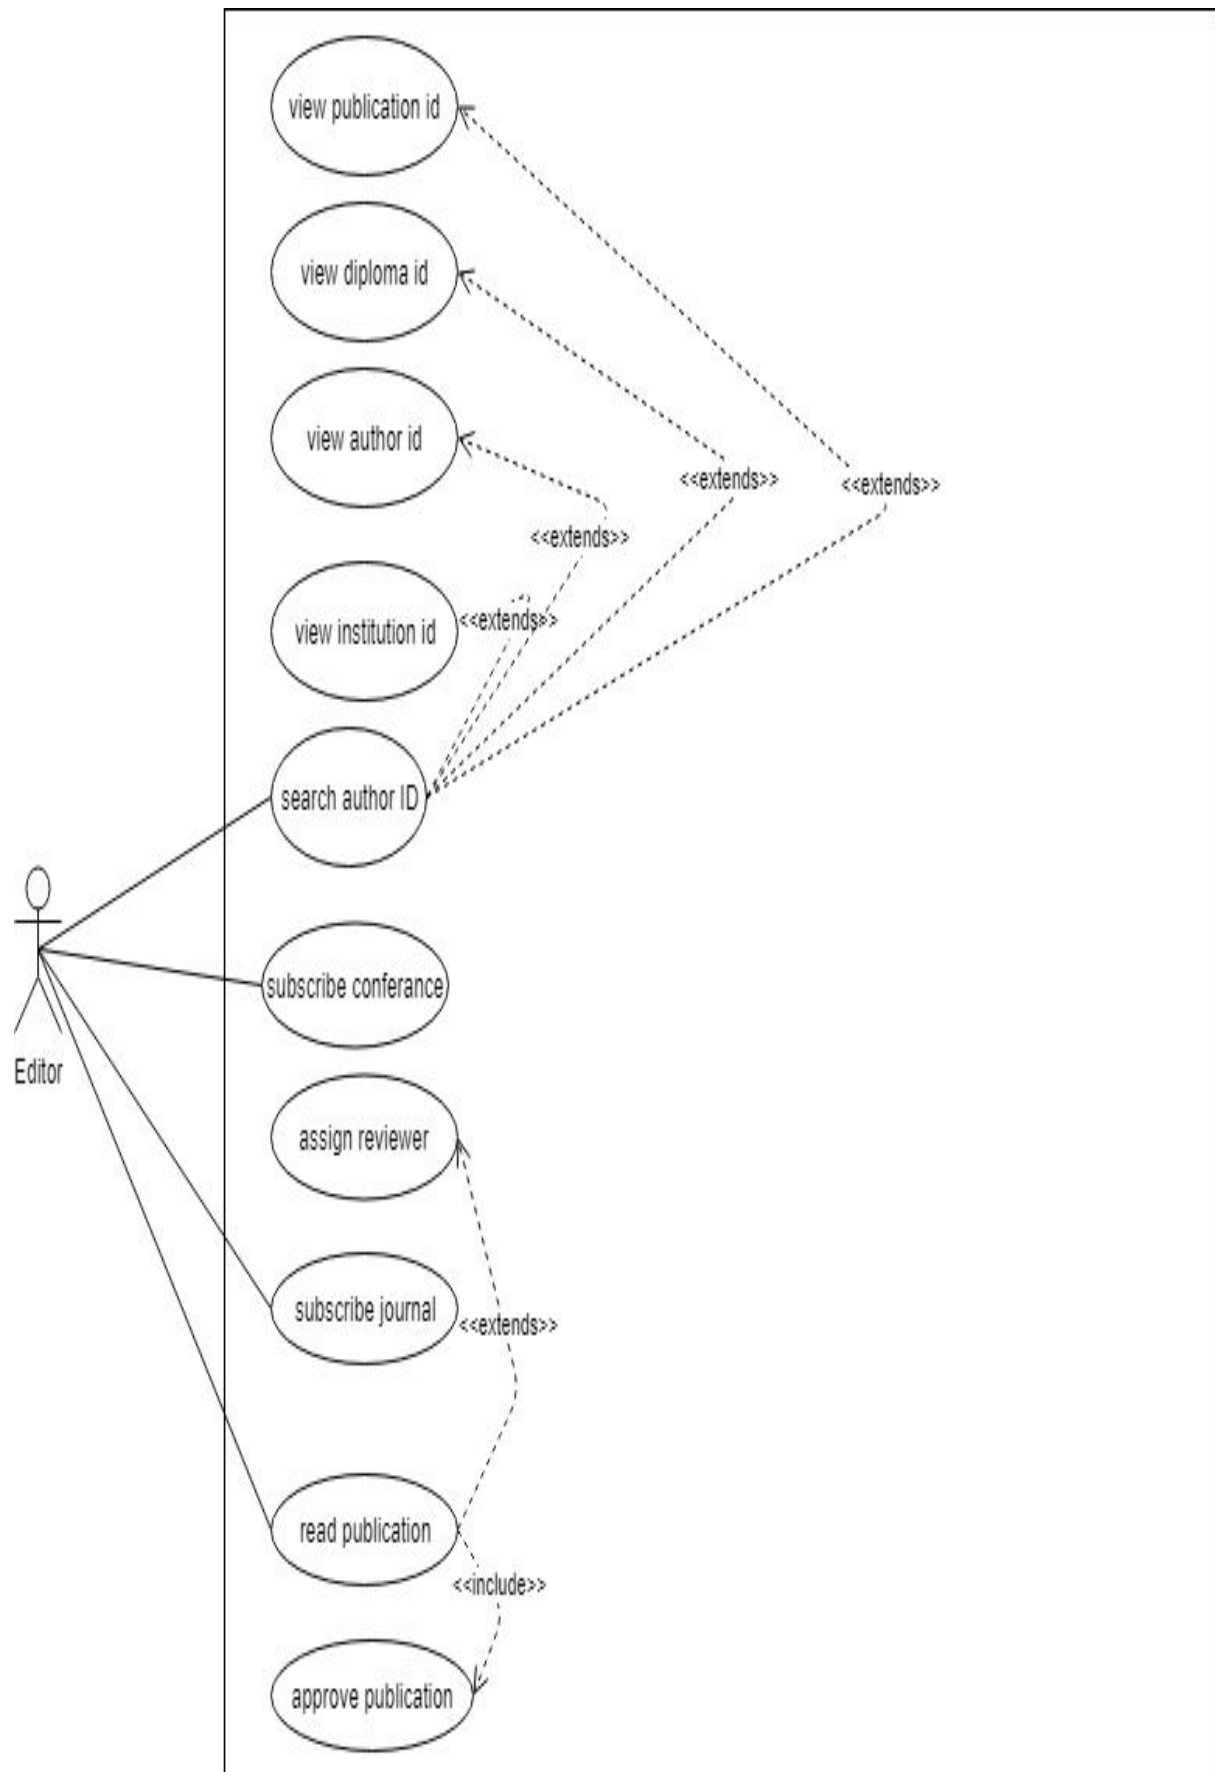 view publication id
view diploma id
view author id
<<extends>>
<<extends>>
<<extends>>
view institution id
<<extends>>
search author ID
subscribe conferance
Editor
assign reviewer
subscribe journal
<<extends>>
read publication
<<include>>
approve publication